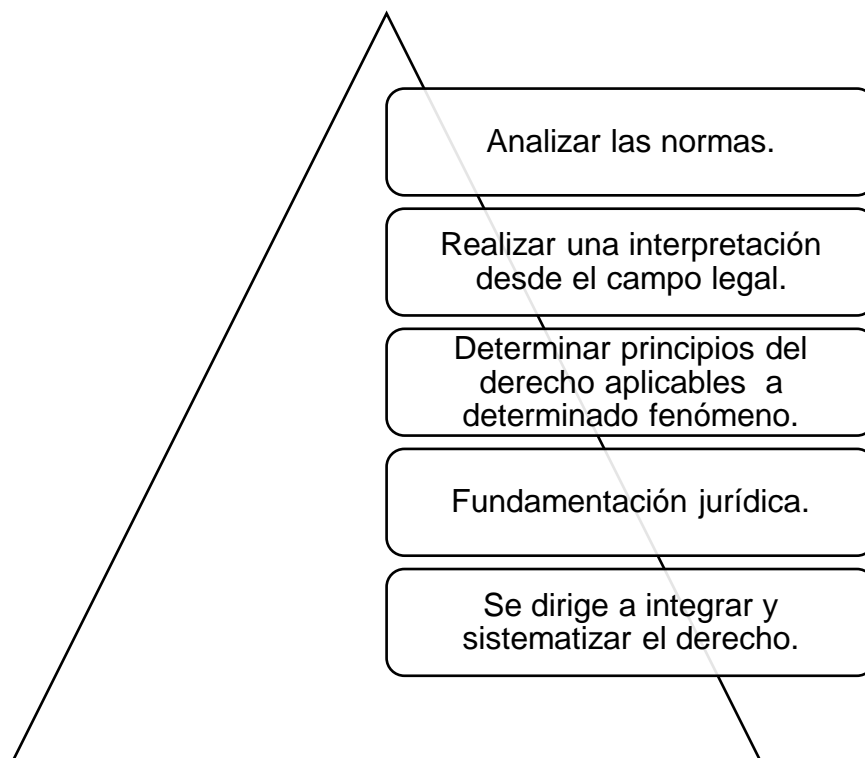 Analizar las normas.
Realizar una interpretación
desde el campo legal.
Determinar principios del
derecho aplicables a
determinado fenómeno.
Fundamentación jurídica.
Se dirige a integrar y
sistematizar el derecho.